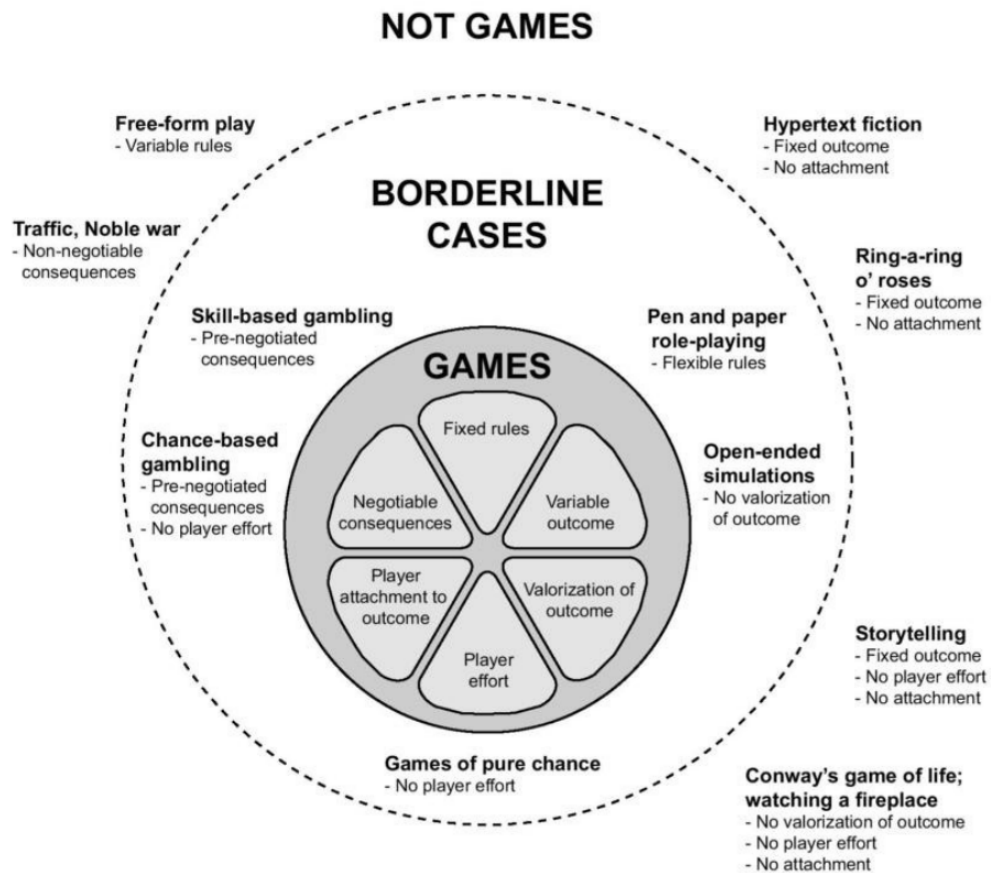 NOT GAMES
Free-form play
- Variable rules
Hypertext fiction
- Fixed outcome
- No attachment
BORDERLINE
CASES
Traffic, Noble war
- Non-negotiable
consequences
Ring-a-ring
o’ roses
- Fixed outcome
- No attachment
Skill-based gambling
- Pre-negotiated
consequences
Pen and paper
role-playing
- Flexible rules
GAMES
Fixed rules
Negotiable
consequences
Variable
outcome
Player
attachment to
outcome
Valorization of
outcome
Player
effort
Chance-based
gambling
- Pre-negotiated
consequences
- No player effort
Open-ended
simulations
- No valorization
of outcome
Storytelling
- Fixed outcome
- No player effort
- No attachment
Games of pure chance
- No player effort
Conway’s game of life;
watching a fireplace
- No valorization of outcome
- No player effort
- No attachment